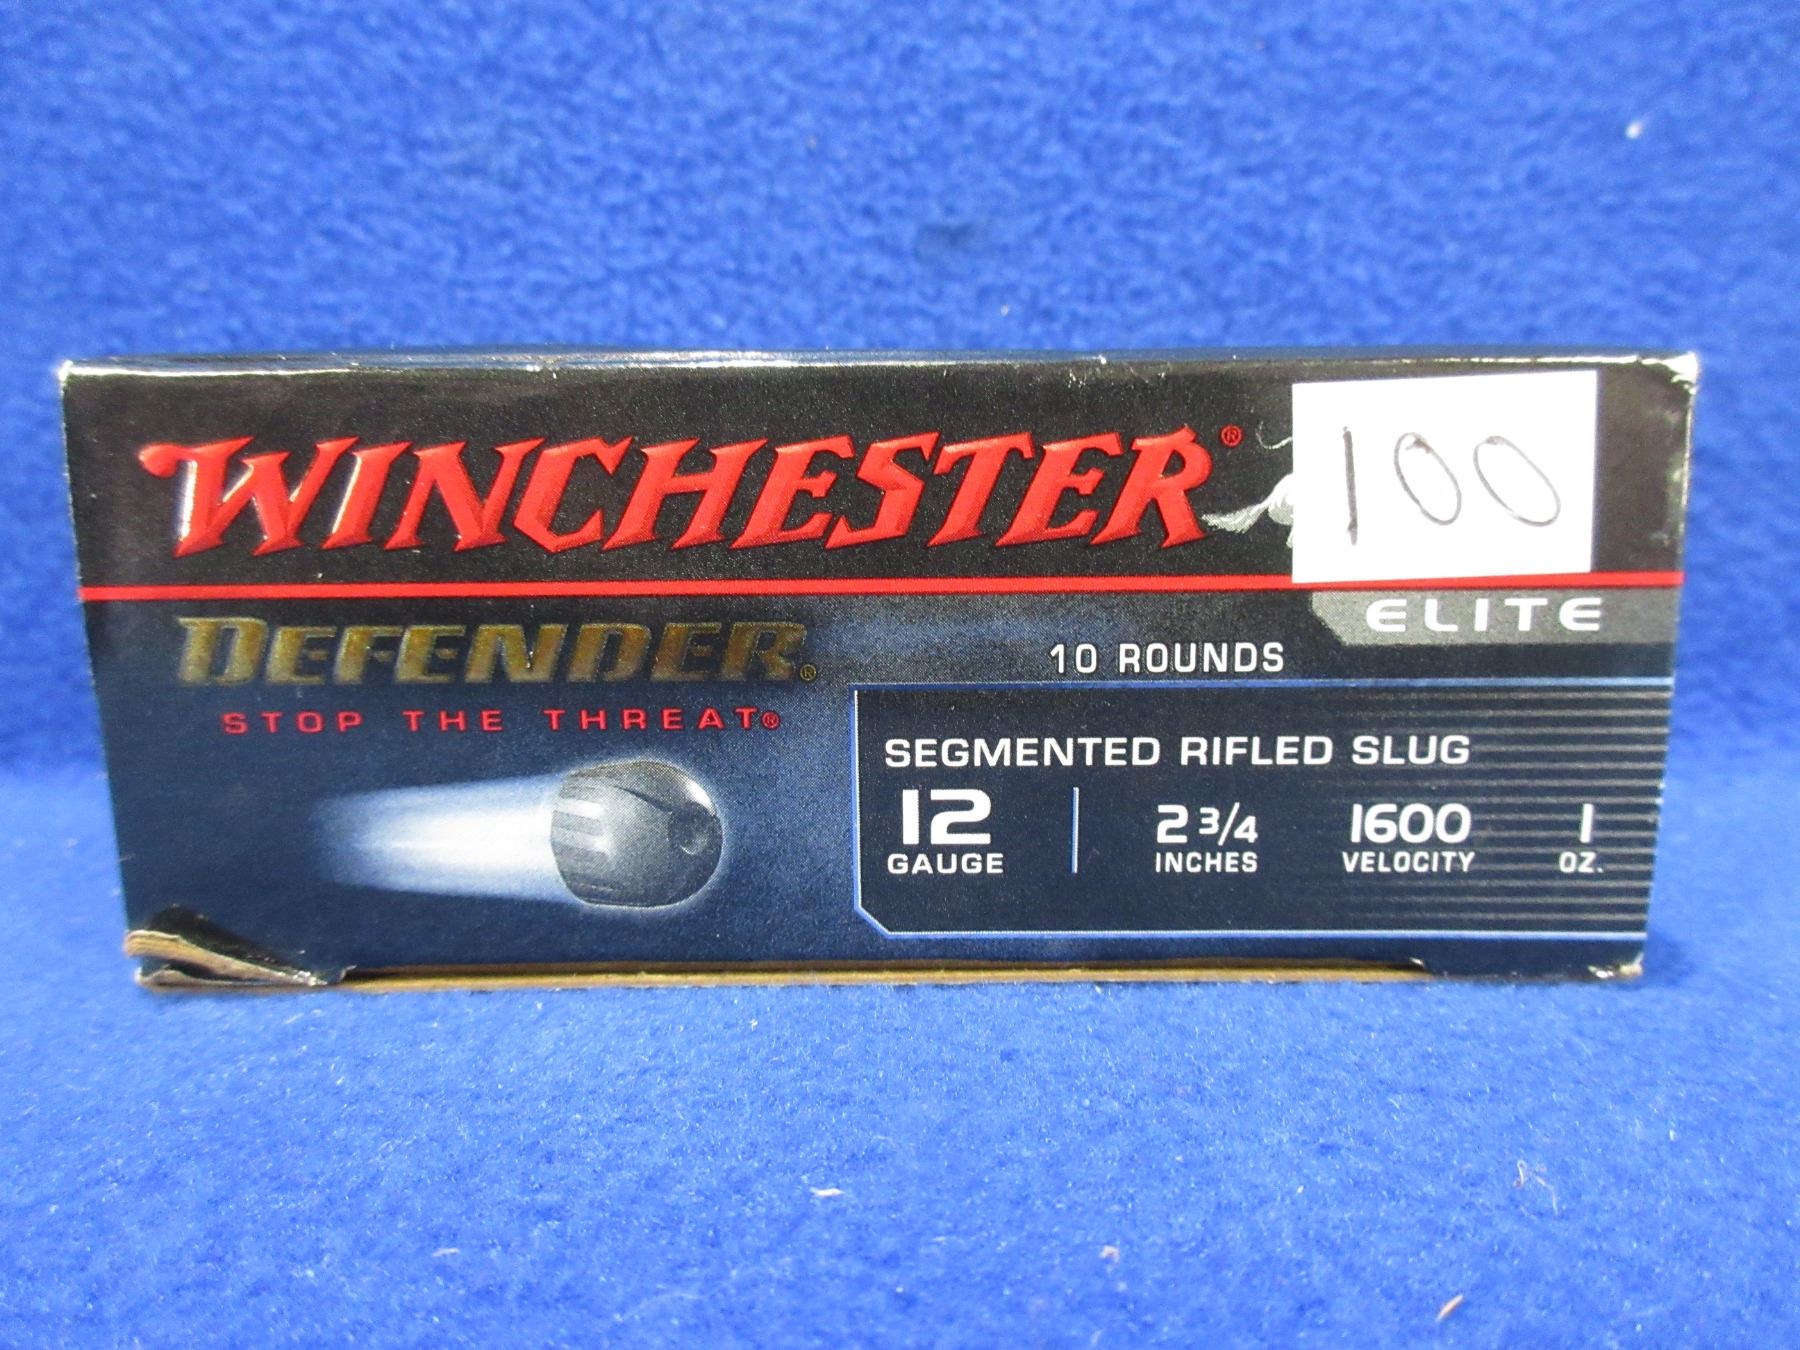 WINCHESTER®
100
ELITE
DEFENDER®
10 ROUNDS
STOP THE THREAT®
SEGMENTED RIFLED SLUG
12 2 3/4 1600 1
GAUGE INCHES VELOCITY OZ.